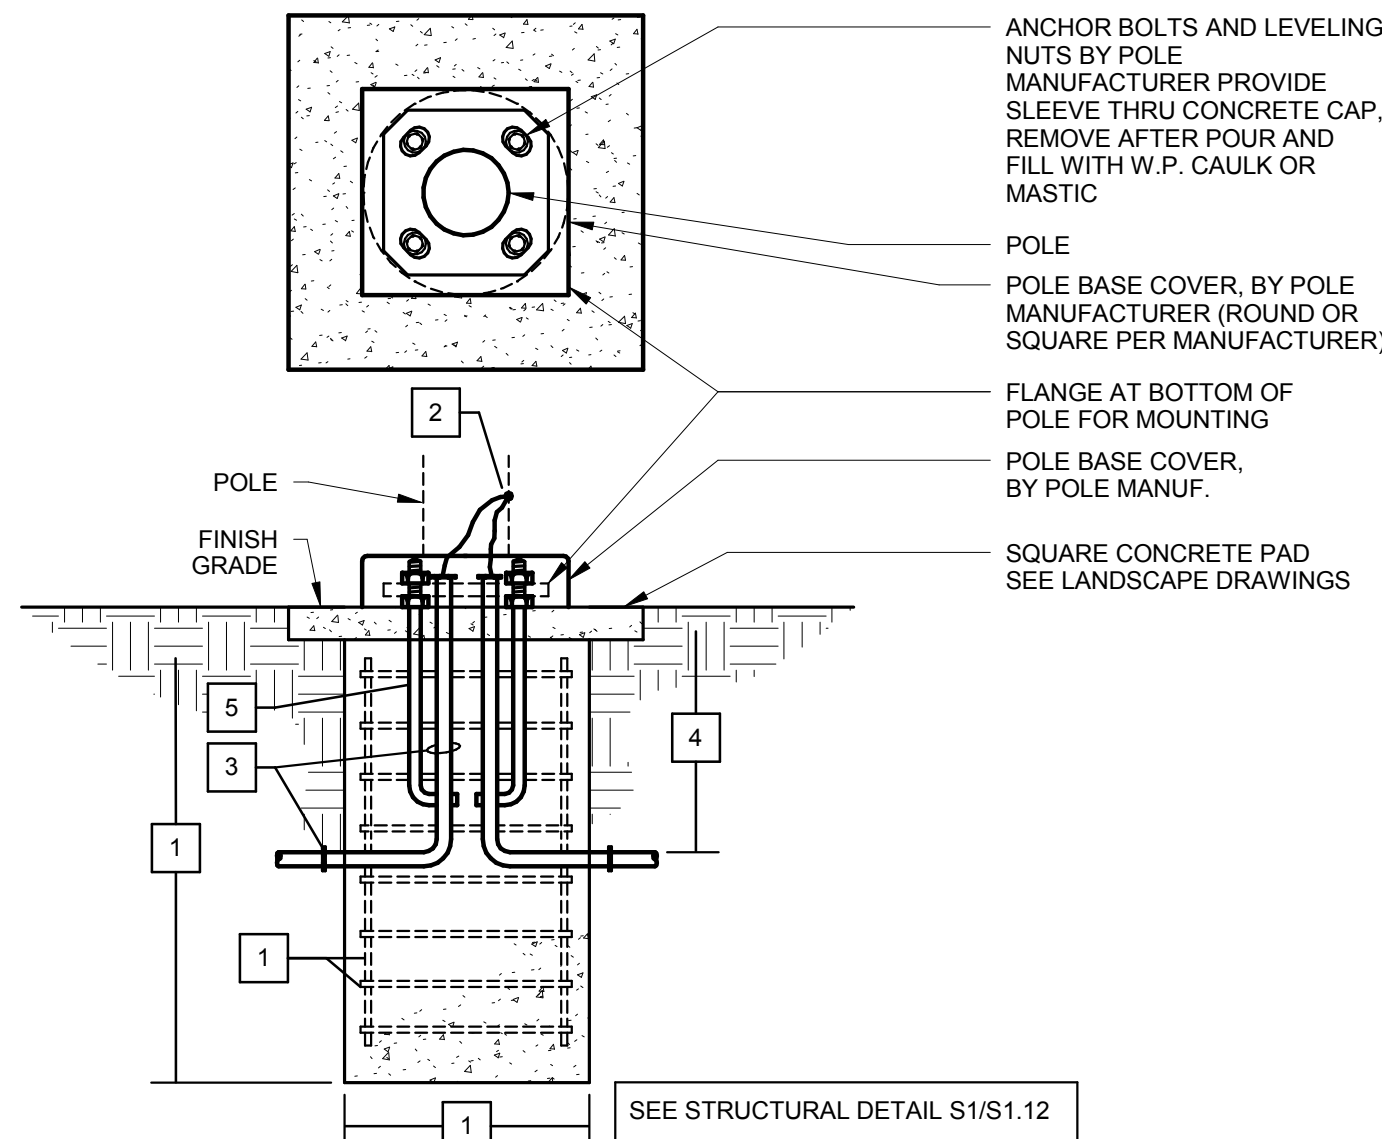 ANCHOR BOLTS AND LEVELING
NUTS BY POLE
MANUFACTURER PROVIDE
SLEEVE THRU CONCRETE CAP,
REMOVE AFTER POUR AND
FILL WITH W.P. CAULK OR
MASTIC
POLE
POLE BASE COVER, BY POLE
MANUFACTURER (ROUND OR
SQUARE PER MANUFACTURER)
FLANGE AT BOTTOM OF
POLE FOR MOUNTING
2
POLE
POLE BASE COVER,
BY POLE MANUF.
FINISH
GRADE
SQUARE CONCRETE PAD
SEE LANDSCAPE DRAWINGS
5
4
3
1
1
1
SEE STRUCTURAL DETAIL S1/S1.12